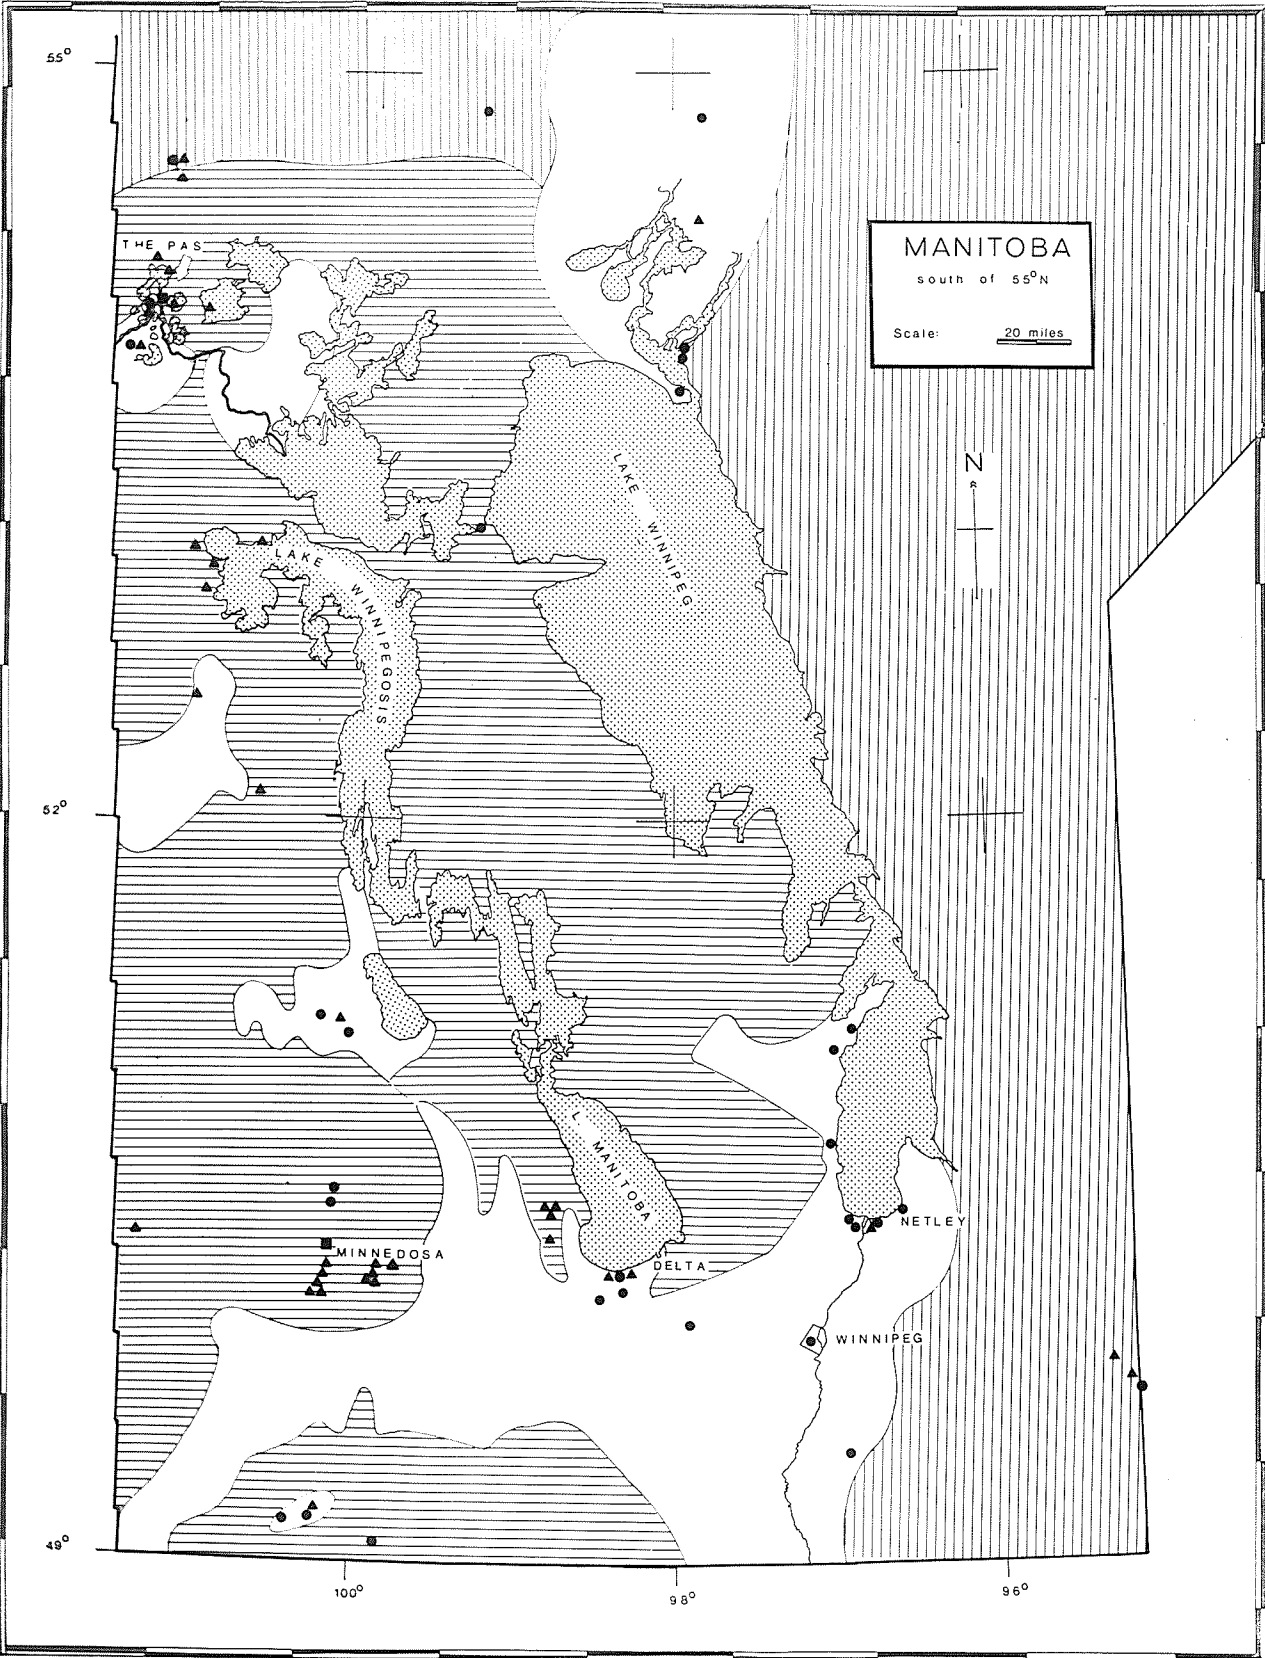 55°
THE PAS
MANITOBA
south of 55°N
Scale: 20 miles
N
LAKE WINNIPEG
LAKE WINNIPEGOSIS
52°
L. MANITOBA
NETLEY
MINNEDOSA
DELTA
WINNIPEG
49°
100°
98°
96°